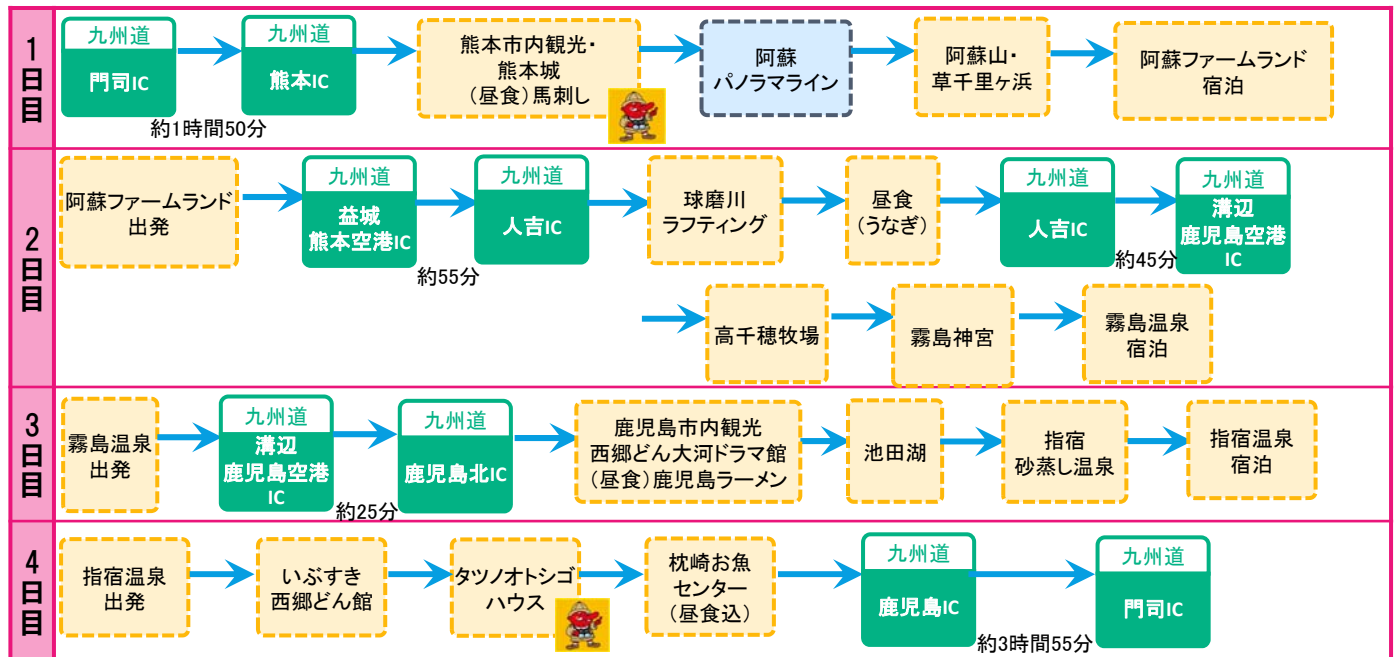 1日目
九州道
門司IC
約1時間50分
九州道
熊本IC
熊本市内観光・
熊本城
(昼食)馬刺し
阿蘇
パノラマライン
阿蘇山・
草千里ヶ浜
阿蘇ファームランド
宿泊
2日目
阿蘇ファームランド
出発
九州道
益城
熊本空港IC
約55分
九州道
人吉IC
球磨川
ラフティング
昼食
(うなぎ)
九州道
人吉IC
約45分
九州道
溝辺
鹿児島空港
IC
高千穂牧場
霧島神宮
霧島温泉
宿泊
3日目
霧島温泉
出発
九州道
溝辺
鹿児島空港
IC
約25分
九州道
鹿児島北IC
鹿児島市内観光
西郷どん大河ドラマ館
(昼食)鹿児島ラーメン
池田湖
指宿
砂蒸し温泉
指宿温泉
宿泊
4日目
指宿温泉
出発
いぶすき
西郷どん館
タツノオトシゴ
ハウス
枕崎お魚
センター
(昼食込)
九州道
鹿児島IC
約3時間55分
九州道
門司IC